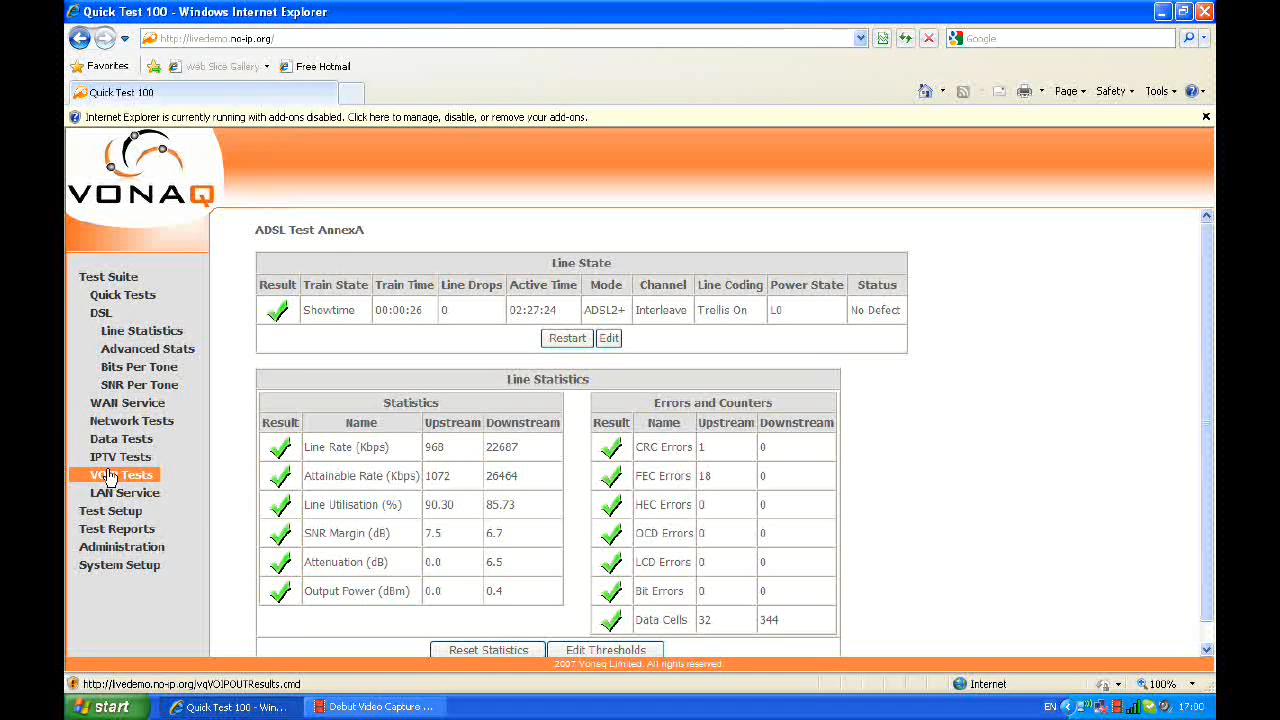 Quick Test 100 - Windows Internet Explorer
http://livedemo.no-ip.org/
Google
Favorites
Web Slice Gallery
Free Hotmail
Quick Test 100
Page
Safety
Tools
Internet Explorer is currently running with add-ons disabled. Click here to manage, disable, or remove your add-ons.
VONAQ
Test Suite
Quick Tests
DSL
Line Statistics
Advanced Stats
Bits Per Tone
SNR Per Tone
WAN Service
Network Tests
Data Tests
IPTV Tests
Tests
LAN Service
Test Setup
Test Reports
Administration
System Setup
ADSL Test AnnexA
Line State
Result Train State Train Time Line Drops Active Time Mode Channel Line Coding Power State Status
Showtime 00:00:26 0 02:27:24 ADSL2+ Interleave Trellis On L0 No Defect
Restart Edit
Line Statistics
Statistics
Result Name Upstream Downstream
Line Rate (Kbps) 968 22687
Attainable Rate (Kbps) 1072 26464
Line Utilisation (%) 90.30 85.73
SNR Margin (dB) 7.5 6.7
Attenuation (dB) 0.0 6.5
Output Power (dBm) 0.0 0.4
Errors and Counters
Result Name Upstream Downstream
CRC Errors 1 0
FEC Errors 18 0
HEC Errors 0 0
OCD Errors 0 0
LCD Errors 0 0
Bit Errors 0 0
Data Cells 32 344
Reset Statistics Edit Thresholds
2007 Vonaq Limited. All rights reserved.
http://livedemo.no-ip.org/vqVOIPOUTResults.cmd
Internet
100%
start
Quick Test 100 - Win...
Debut Video Capture ...
EN
17:00